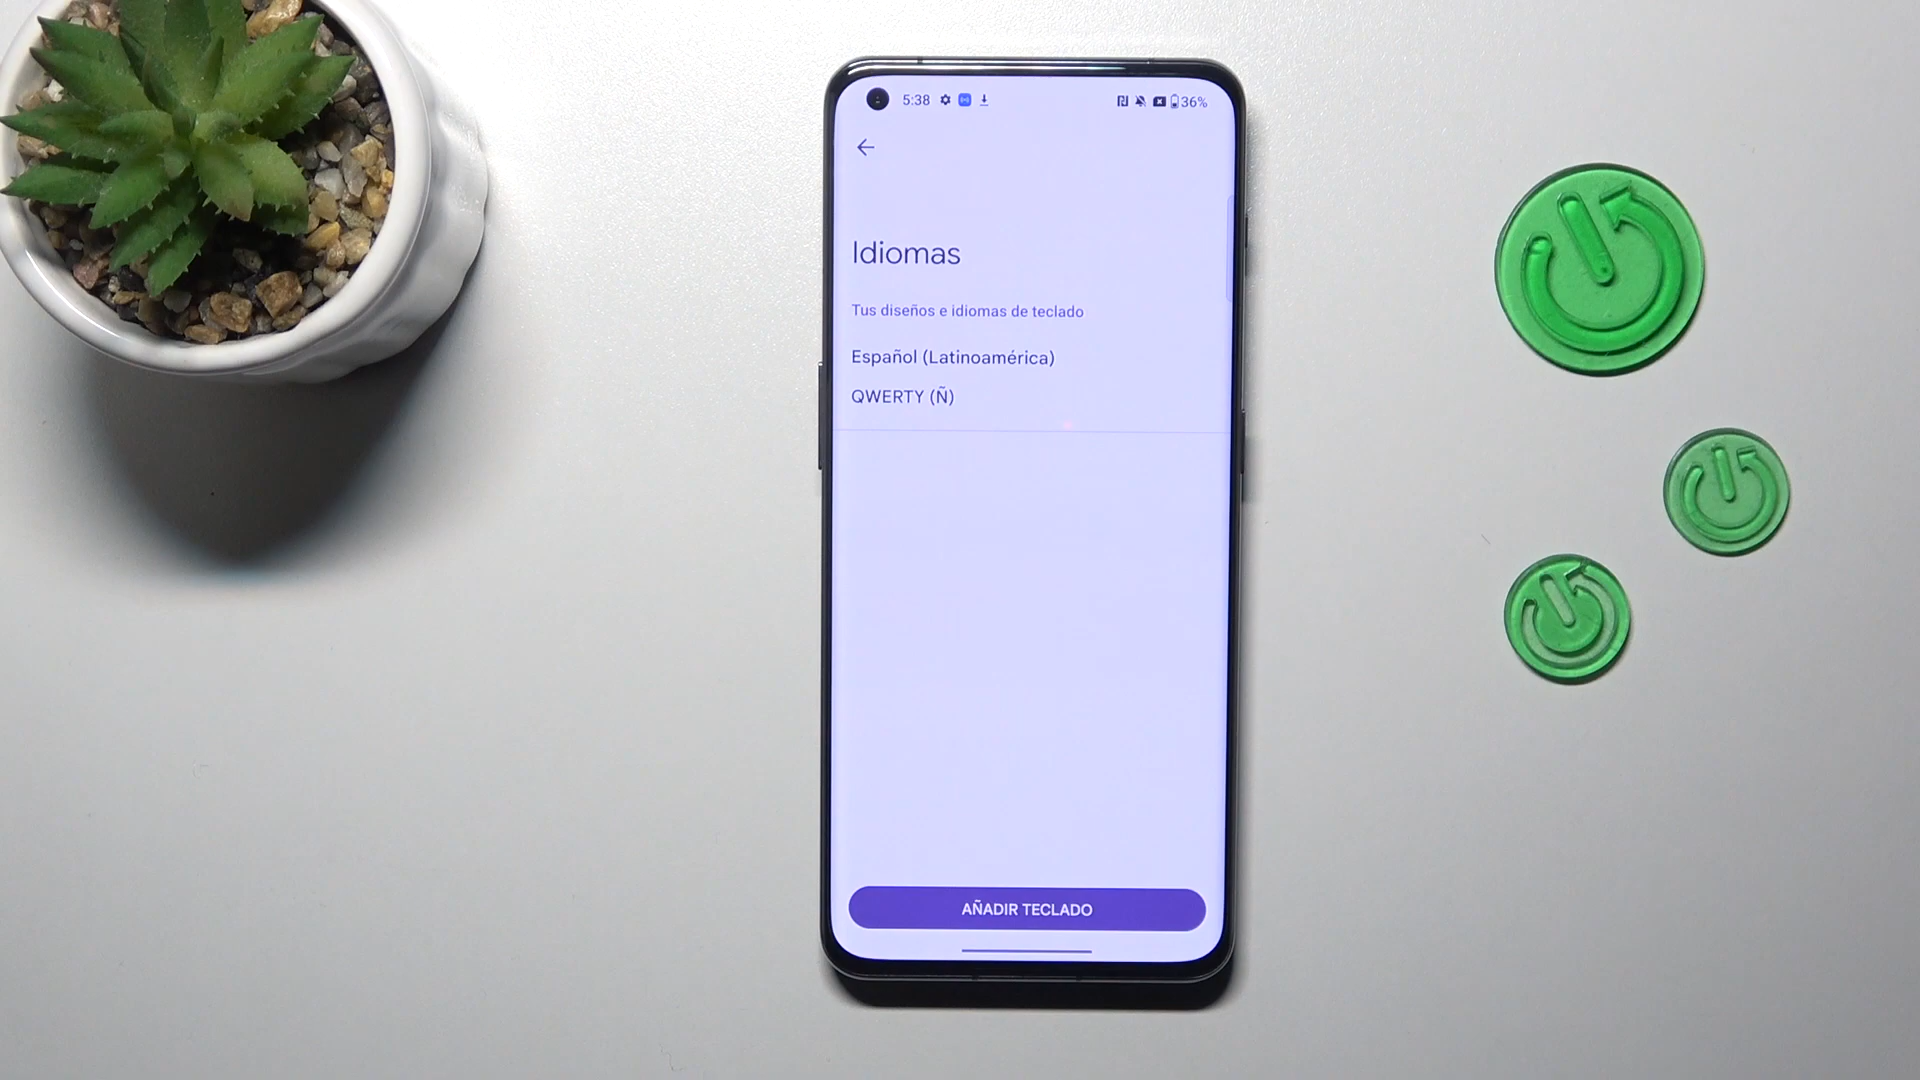 5:38 36%
Idiomas
Tus diseños e idiomas de teclado
Español (Latinoamérica)
QWERTY (Ñ)
AÑADIR TECLADO